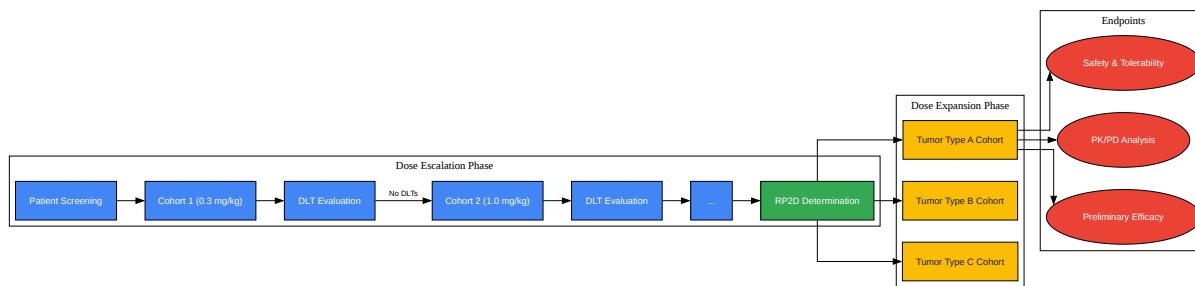 Endpoints
Safety & Tolerability
Dose Expansion Phase
Tumor Type A Cohort
PK/PD Analysis
Dose Escalation Phase
Patient Screening
Cohort 1 (0.3 mg/kg)
DLT Evaluation
No DLTs
Cohort 2 (1.0 mg/kg)
DLT Evaluation
...
RP2D Determination
Tumor Type B Cohort
Preliminary Efficacy
Tumor Type C Cohort